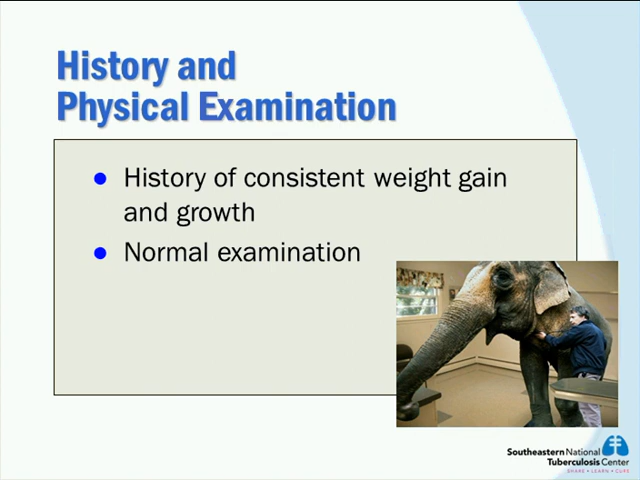 History and
Physical Examination
● History of consistent weight gain
and growth
● Normal examination
Southeastern National
Tuberculosis Center
SHARE • LEARN • CURE